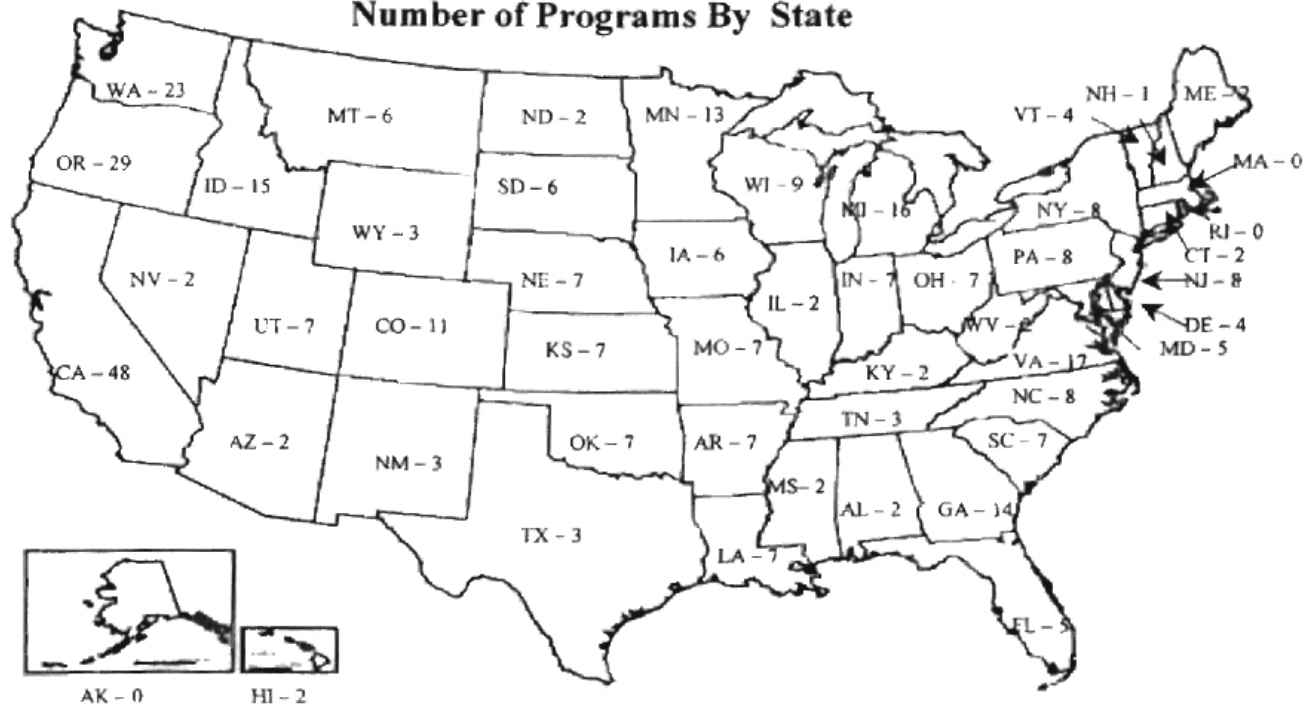 Number of Programs By State
WA – 23
MT – 6
ND – 2
MN – 13
VT – 4
NH – 1
ME
OR – 29
ID – 15
SD – 6
WI – 9
MI – 16
NY – 8
MA – 0
RI – 0
CT – 2
WY – 3
IA – 6
PA – 8
NJ – 8
NV – 2
NE – 7
IL – 2
IN – 7
OH - 7
DE – 4
MD – 5
UT – 7
CO – 11
KS – 7
MO – 7
WV
VA – 17
KY – 2
CA – 48
NC – 8
TN – 3
AZ – 2
NM – 3
OK – 7
AR – 7
SC – 7
MS – 2
AL – 2
GA – 14
TX – 3
LA – 7
FL – 5
AK – 0
HI – 2